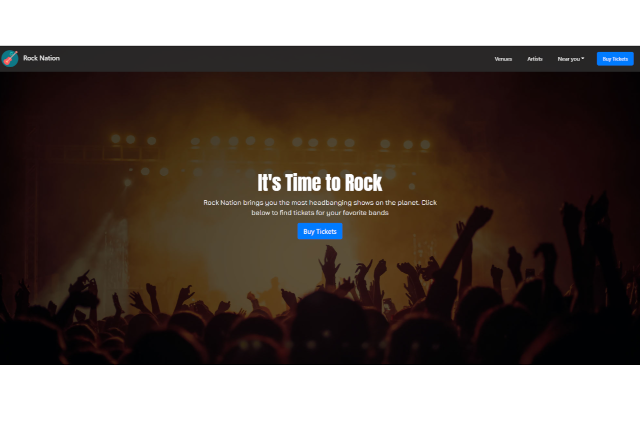 Rock Nation
Venues
Artists
Near you
Buy Tickets
It's Time to Rock
Rock Nation brings you the most headbanging shows on the planet. Click
below to find tickets for your favorite bands
Buy Tickets